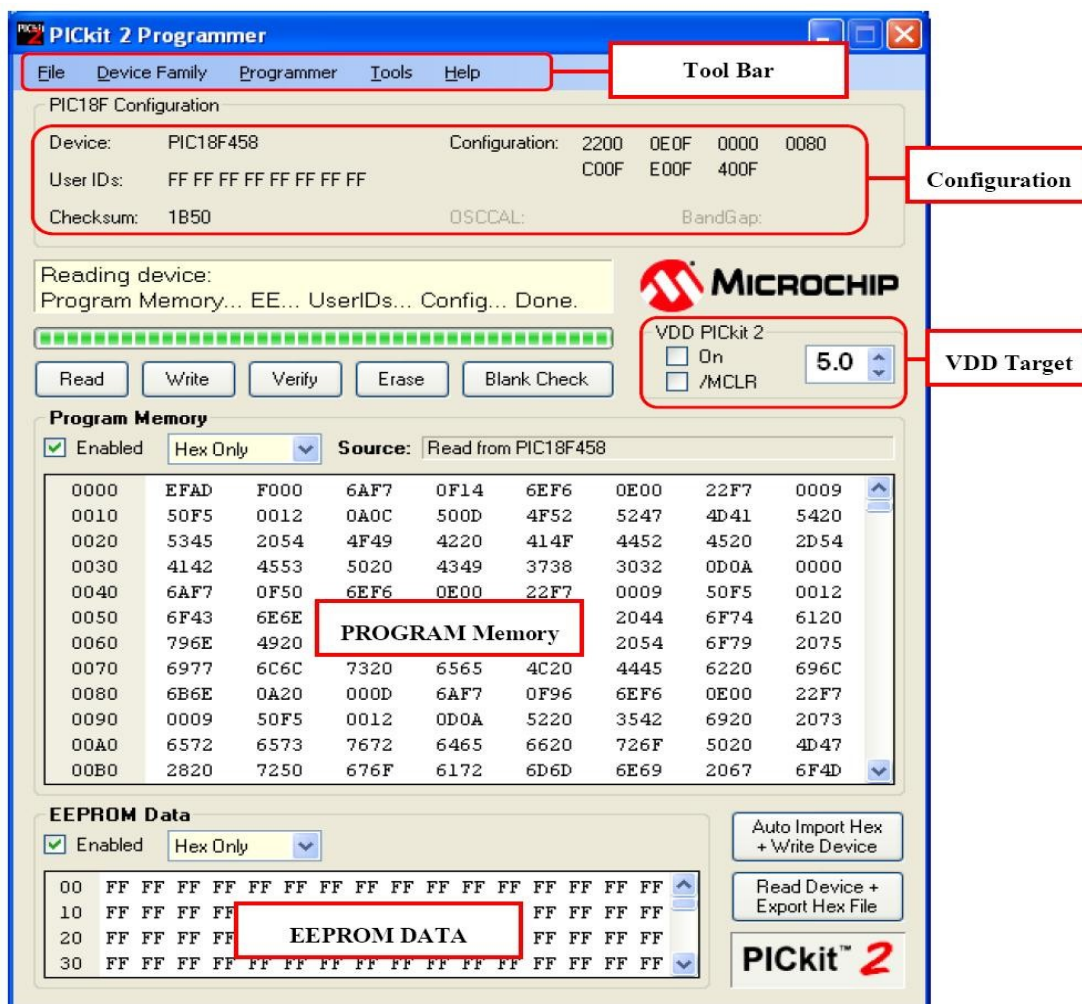 PICkit 2 Programmer
File Device Family Programmer Tools Help
Tool Bar
PIC18F Configuration
Device: PIC18F458 Configuration: 2200 0E0F 0000 0080
C00F E00F 400F
User IDs: FF FF FF FF FF FF FF FF
Configuration
Checksum: 1B50 OSCCAL: BandGap:
Reading device:
Program Memory... EE... UserIDs... Config... Done.
MICROCHIP
VDD PICkit 2
On
/MCLR
5.0
VDD Target
Read Write Verify Erase Blank Check
Program Memory
Enabled Hex Only Source: Read from PIC18F458
0000 EFAD F000 6AF7 0F14 6EF6 0E00 22F7 0009
0010 50F5 0012 0A0C 500D 4F52 5247 4D41 5420
0020 5345 2054 4F49 4220 414F 4452 4520 2D54
0030 4142 4553 5020 4349 3738 3032 0D0A 0000
0040 6AF7 0F50 6EF6 0E00 22F7 0009 50F5 0012
0050 6F43 6E6E 2044 6F74 6120
PROGRAM Memory
0060 796E 4920 2054 6F79 2075
0070 6977 6C6C 7320 6565 4C20 4445 6220 696C
0080 6B6E 0A20 000D 6AF7 0F96 6EF6 0E00 22F7
0090 0009 50F5 0012 0D0A 5220 3542 6920 2073
00A0 6572 6573 7672 6465 6620 726F 5020 4D47
00B0 2820 7250 676F 6172 6D6D 6E69 2067 6F4D
EEPROM Data
Enabled Hex Only
Auto Import Hex
+ Write Device
00 FF FF FF FF FF FF FF FF FF FF FF FF FF FF FF FF
10 FF FF FF FF FF FF FF FF
20 FF FF FF FF FF FF FF FF
30 FF FF FF FF FF FF FF FF FF FF FF FF FF FF FF FF
EEPROM DATA
Read Device +
Export Hex File
PICkit™ 2